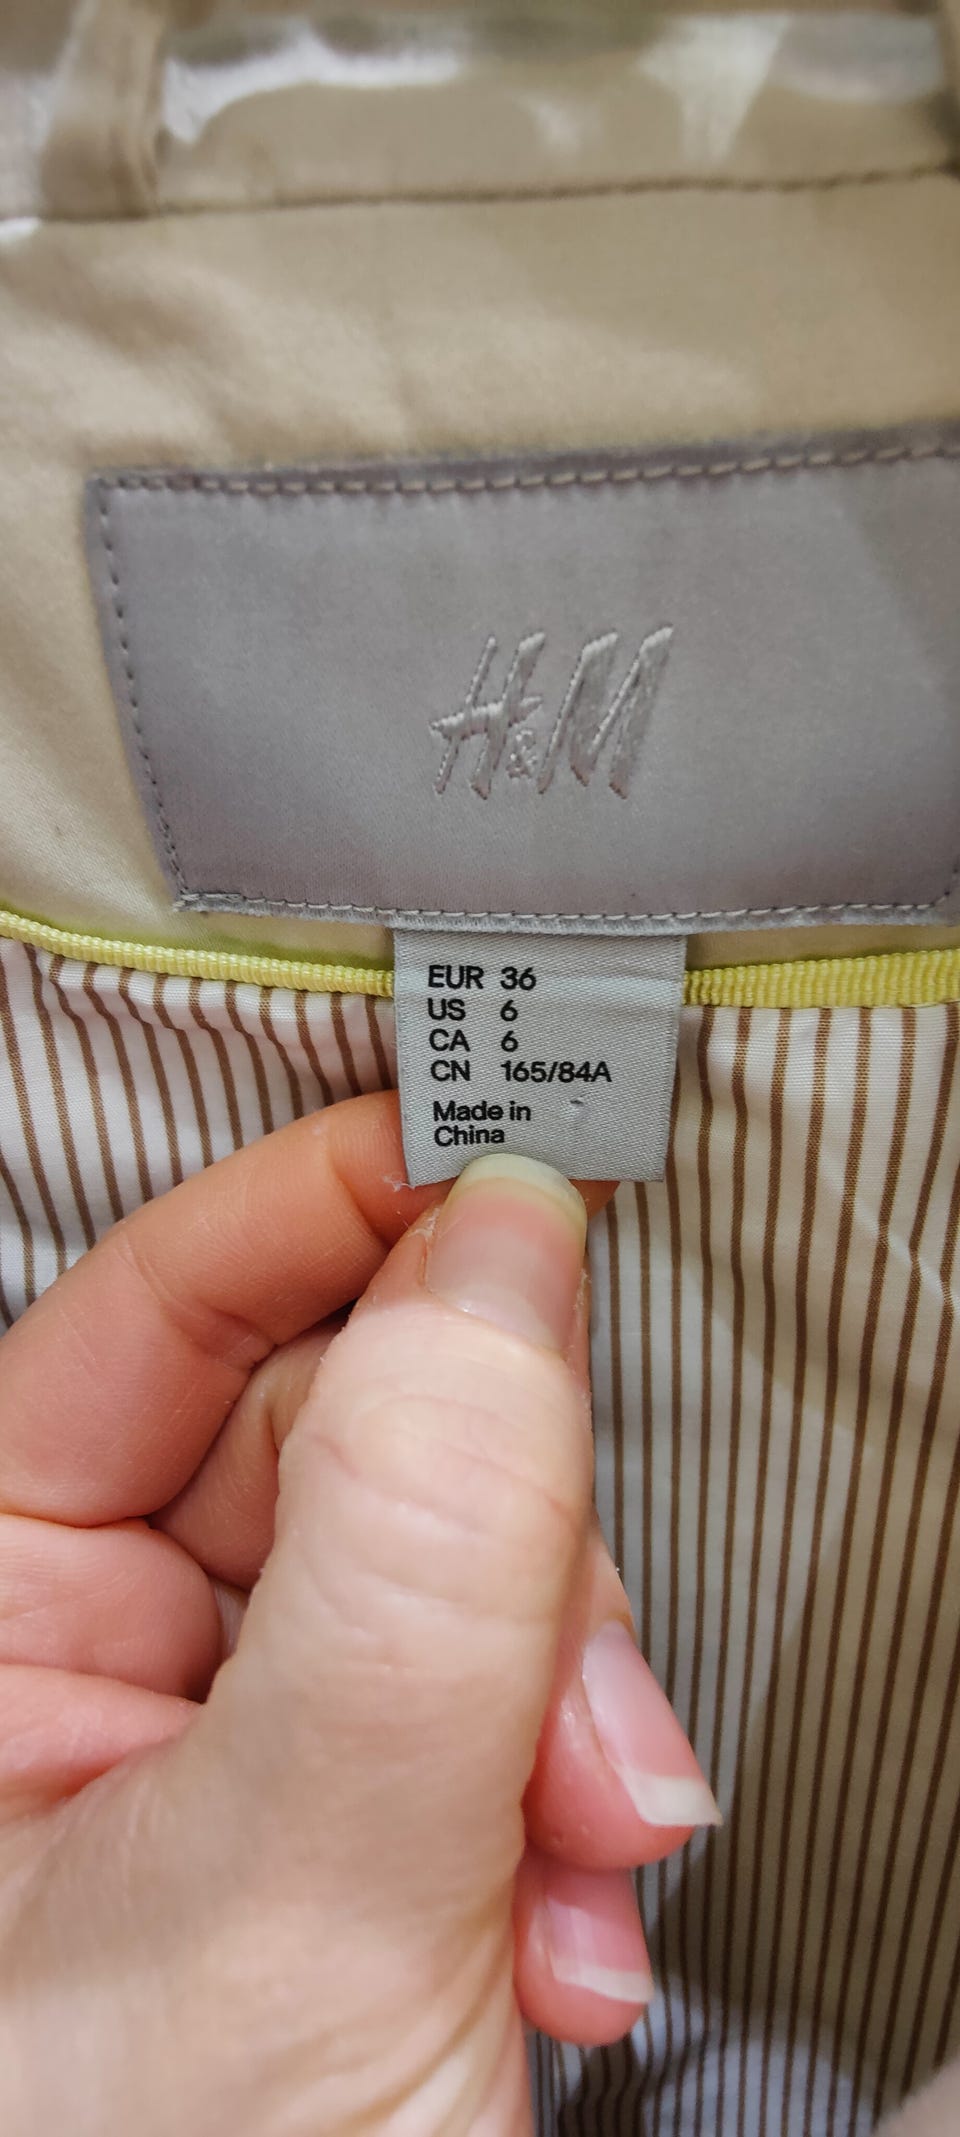 H&M
EUR 36
US 6
CA 6
CN 165/84A
Made in
China